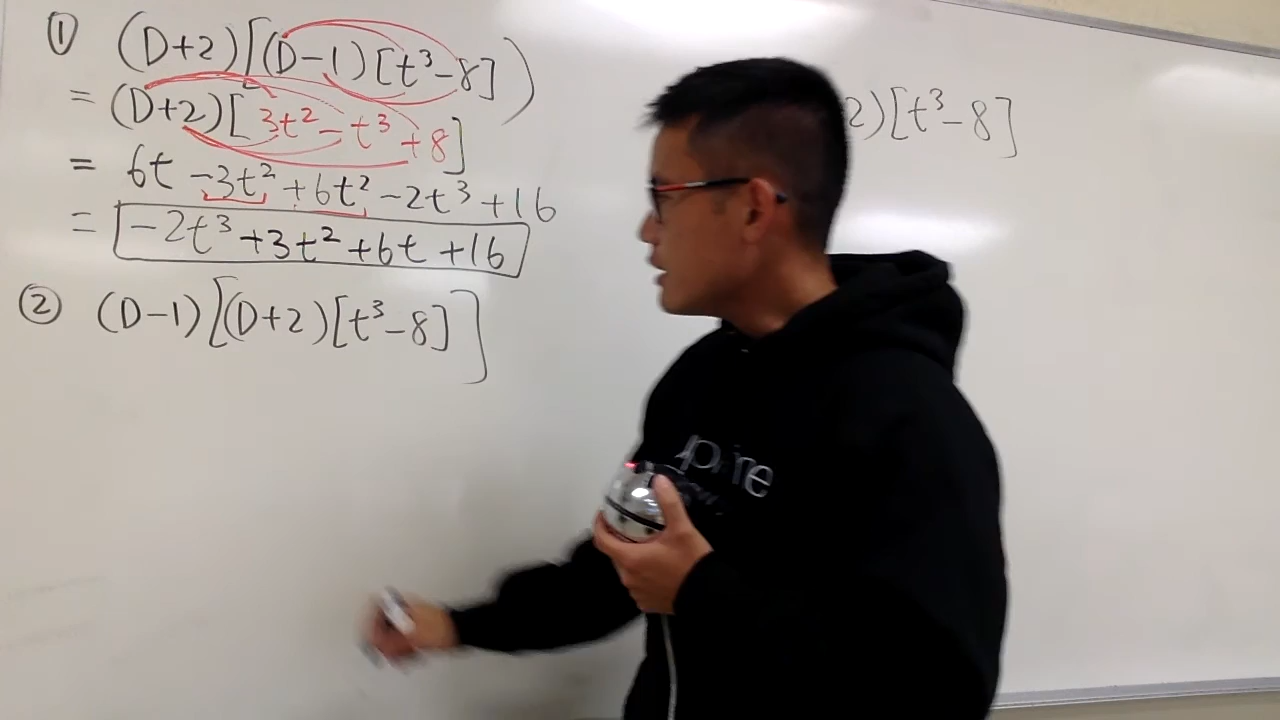 ① (D+2)[(D-1)[t³-8])
= (D+2)[3t²-t³+8]
= 6t -3t² +6t² -2t³ +16
= -2t³ +3t² +6t +16
② (D-1)[(D+2)[t³-8]]
2)[t³-8]